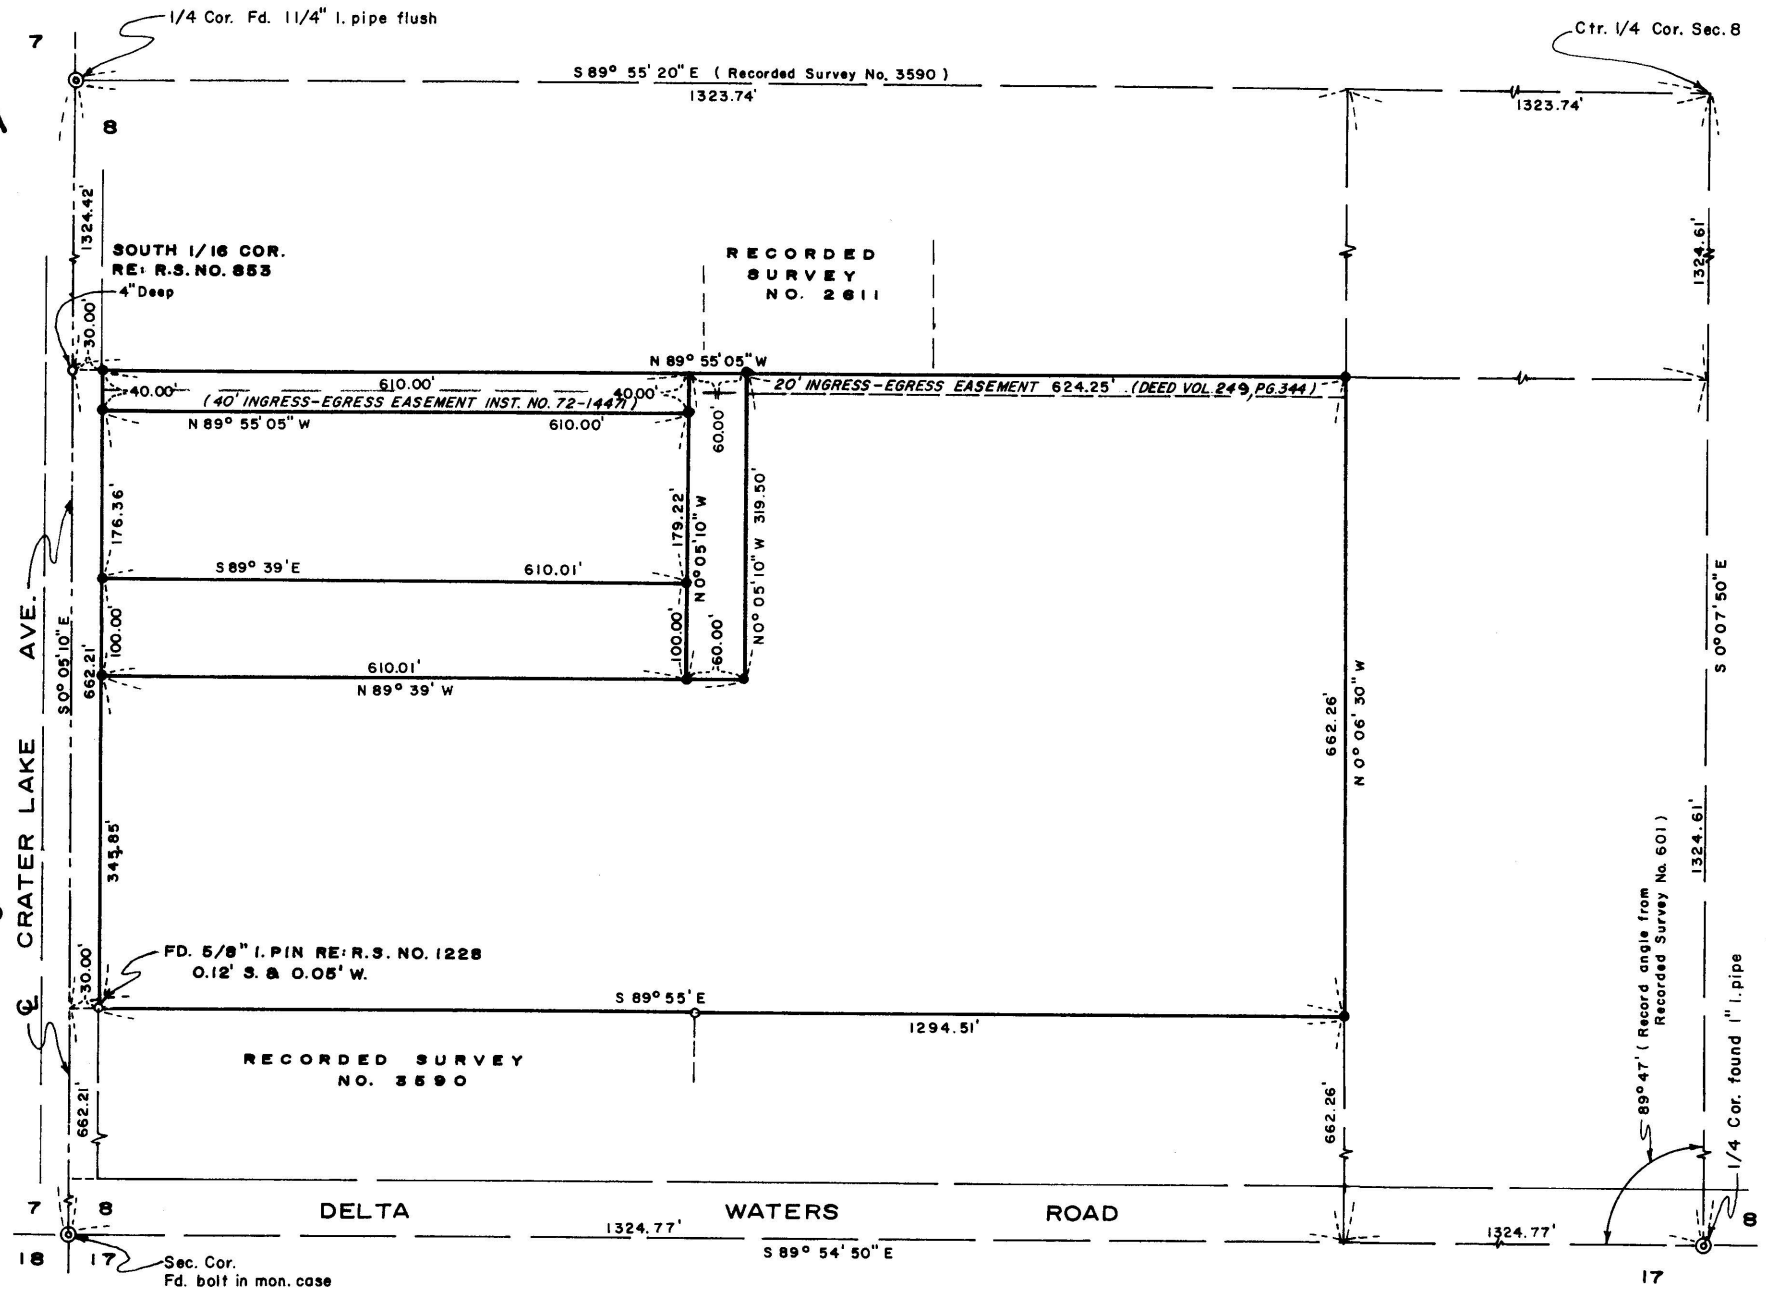 1/4 Cor. Fd. 1 1/4" I. pipe flush
Ctr. 1/4 Cor. Sec. 8
7
S 89° 55' 20" E ( Recorded Survey No. 3590 )
1323.74'
1323.74'
8
1324.42'
1324.61'
SOUTH 1/16 COR.
RE: R.S. NO. 853
4" Deep
RECORDED
SURVEY
NO. 2611
30.00'
N 89° 55' 05" W
40.00'
610.00'
40.00'
20' INGRESS-EGRESS EASEMENT 624.25' (DEED VOL. 249, PG. 344)
(40' INGRESS-EGRESS EASEMENT INST. NO. 72-14471)
N 89° 55' 05" W
610.00'
60.00'
176.36'
179.22'
N 0° 05' 10" W
N 0° 05' 10" W 319.50'
S 89° 39' E
610.01'
100.00'
100.00'
60.00'
610.01'
N 89° 39' W
S 0° 05' 10" E
662.21'
℄ CRATER LAKE AVE.
S 0° 07' 50" E
662.26'
N 0° 06' 30" W
345.85'
1324.61'
89° 47' ( Record angle from
Recorded Survey No. 601 )
30.00'
FD. 5/8" I. PIN RE: R.S. NO. 1228
0.12' S. & 0.05' W.
S 89° 55' E
1294.51'
RECORDED SURVEY
NO. 3590
662.21'
662.26'
1/4 Cor. found 1" I. pipe
7
8
DELTA WATERS ROAD
8
1324.77'
1324.77'
S 89° 54' 50" E
18
17
Sec. Cor.
Fd. bolt in mon. case
17